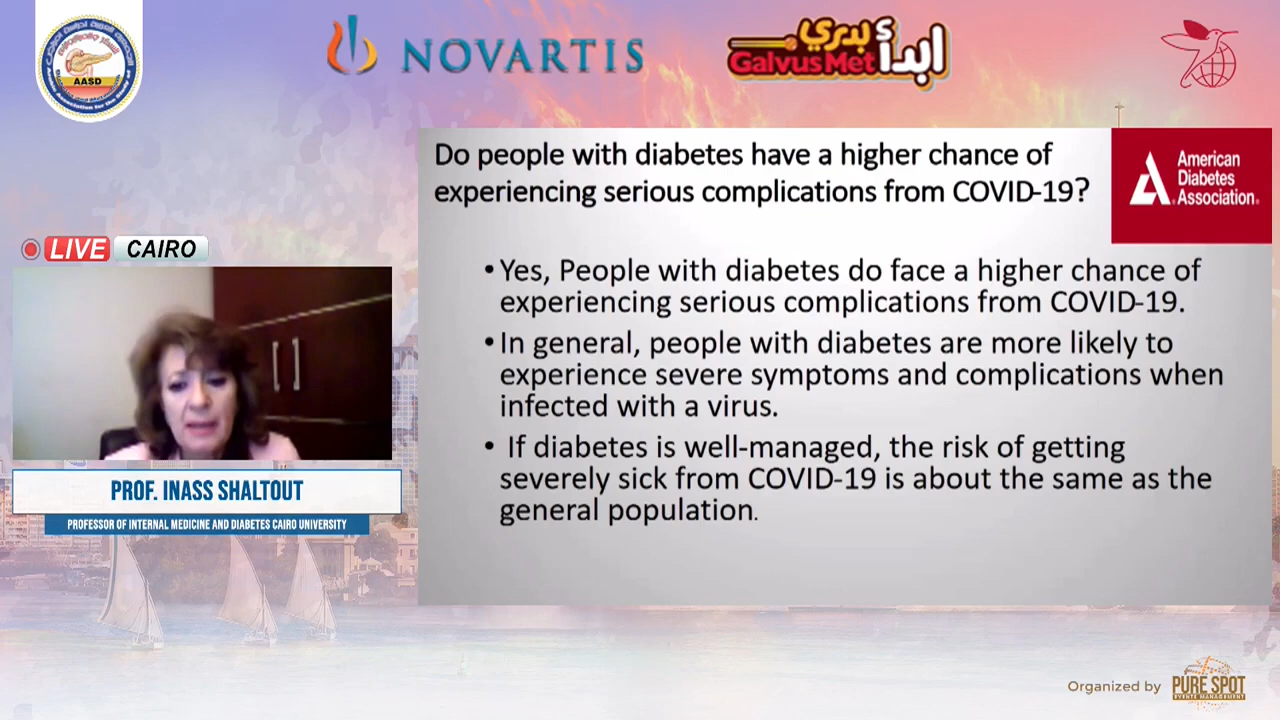 AASD
NOVARTIS
ابدأ بدري
GalvusMet
Do people with diabetes have a higher chance of
experiencing serious complications from COVID-19?
American
Diabetes
Association.
LIVE CAIRO
• Yes, People with diabetes do face a higher chance of
experiencing serious complications from COVID-19.
• In general, people with diabetes are more likely to
experience severe symptoms and complications when
infected with a virus.
• If diabetes is well-managed, the risk of getting
severely sick from COVID-19 is about the same as the
general population.
PROF. INASS SHALTOUT
PROFESSOR OF INTERNAL MEDICINE AND DIABETES CAIRO UNIVERSITY
Organized by PURE SPOT
EVENTS MANAGEMENT